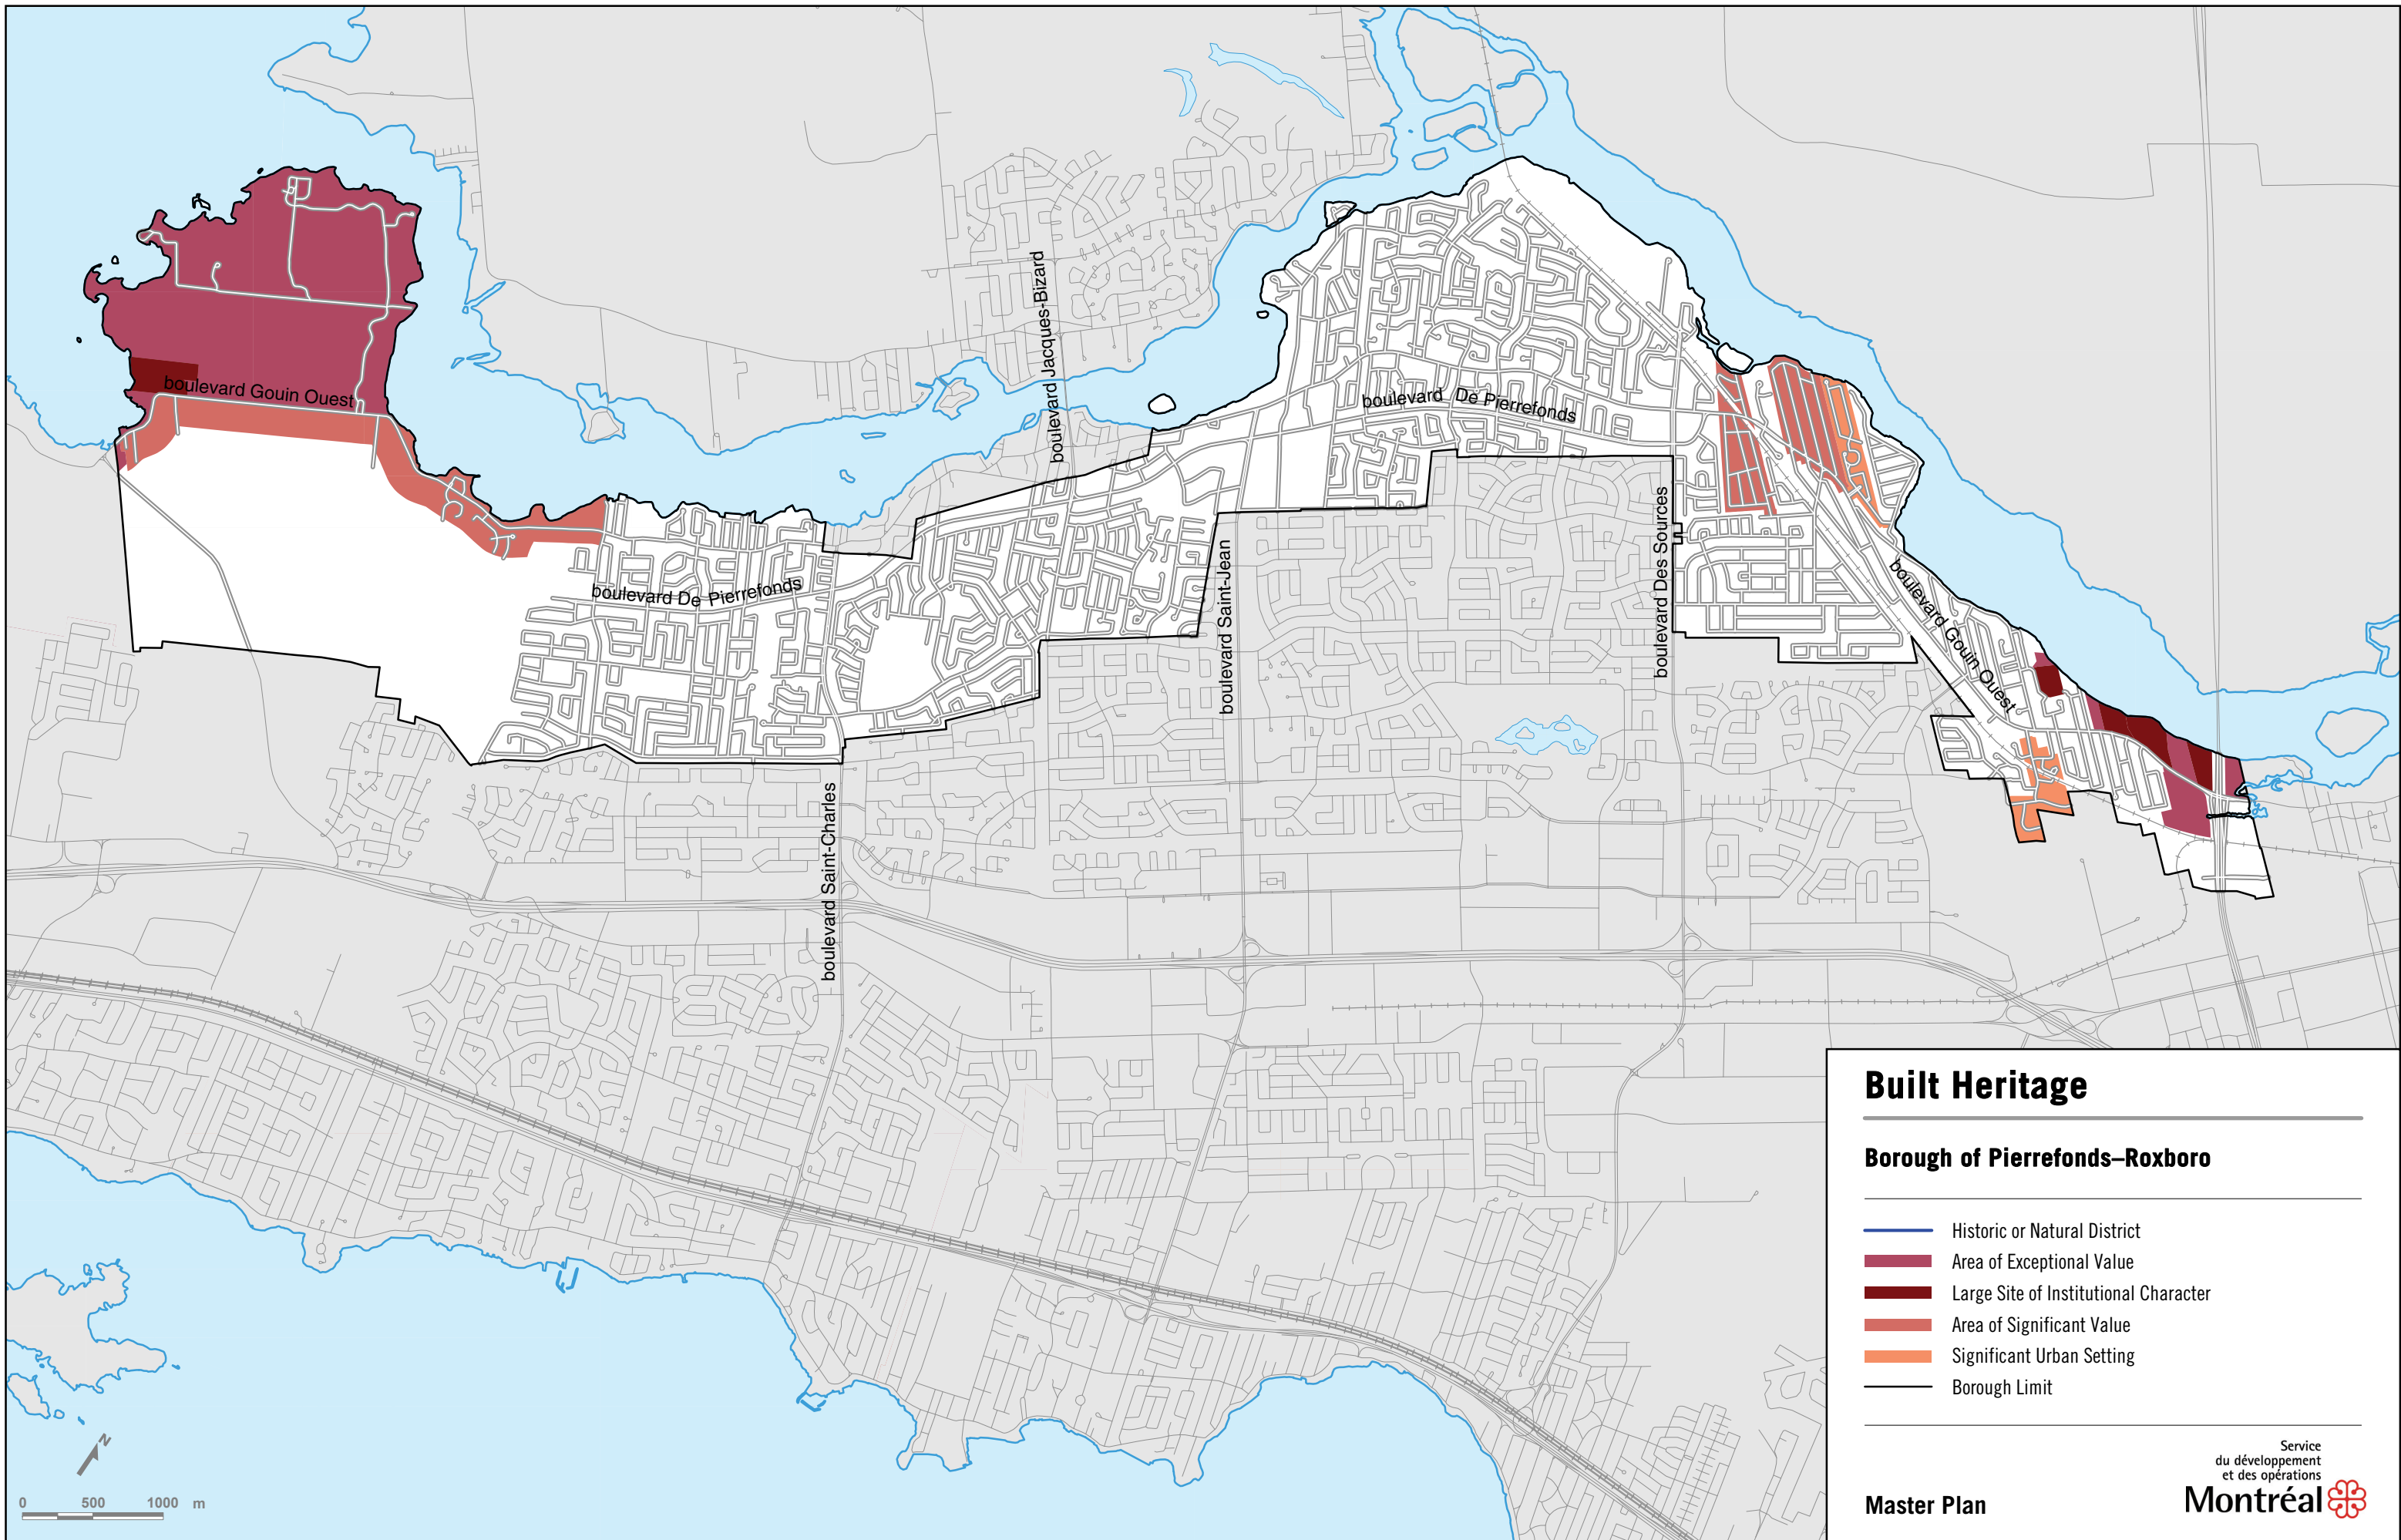 boulevard Gouin Ouest
boulevard De Pierrefonds
boulevard Jacques-Bizard
boulevard De Pierrefonds
boulevard Saint-Charles
boulevard Saint-Jean
boulevard Des Sources
boulevard Gouin Ouest
N
0 500 1000 m
Built Heritage
Borough of Pierrefonds–Roxboro
Historic or Natural District
Area of Exceptional Value
Large Site of Institutional Character
Area of Significant Value
Significant Urban Setting
Borough Limit
Master Plan
Service
du développement
et des opérations
Montréal